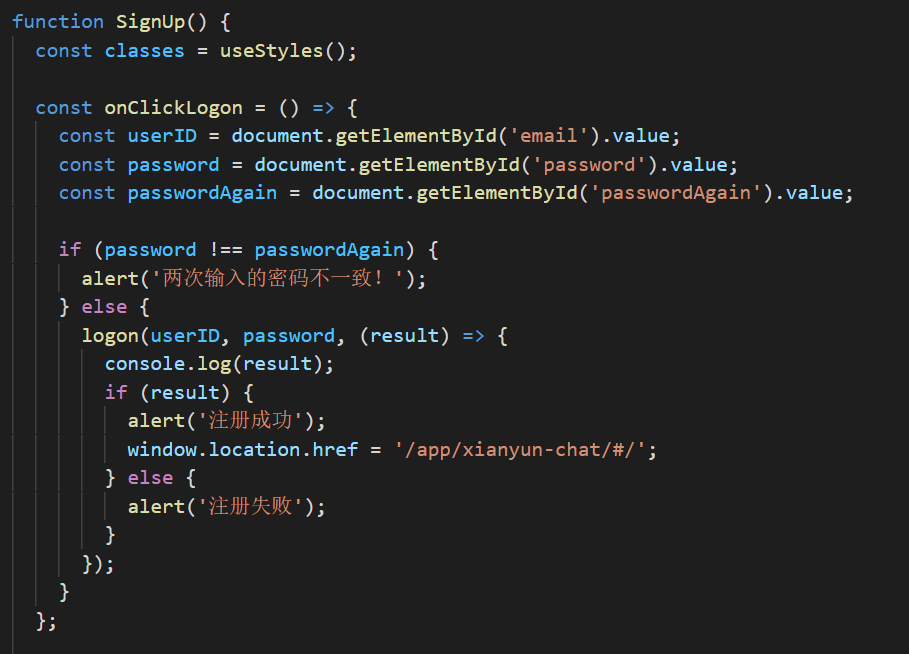 function SignUp() {
const classes = useStyles();
const onClickLogon = () => {
const userID = document.getElementById('email').value;
const password = document.getElementById('password').value;
const passwordAgain = document.getElementById('passwordAgain').value;
if (password !== passwordAgain) {
alert('两次输入的密码不一致！');
} else {
logon(userID, password, (result) => {
console.log(result);
if (result) {
alert('注册成功');
window.location.href = '/app/xianyun-chat/#/';
} else {
alert('注册失败');
}
});
}
};